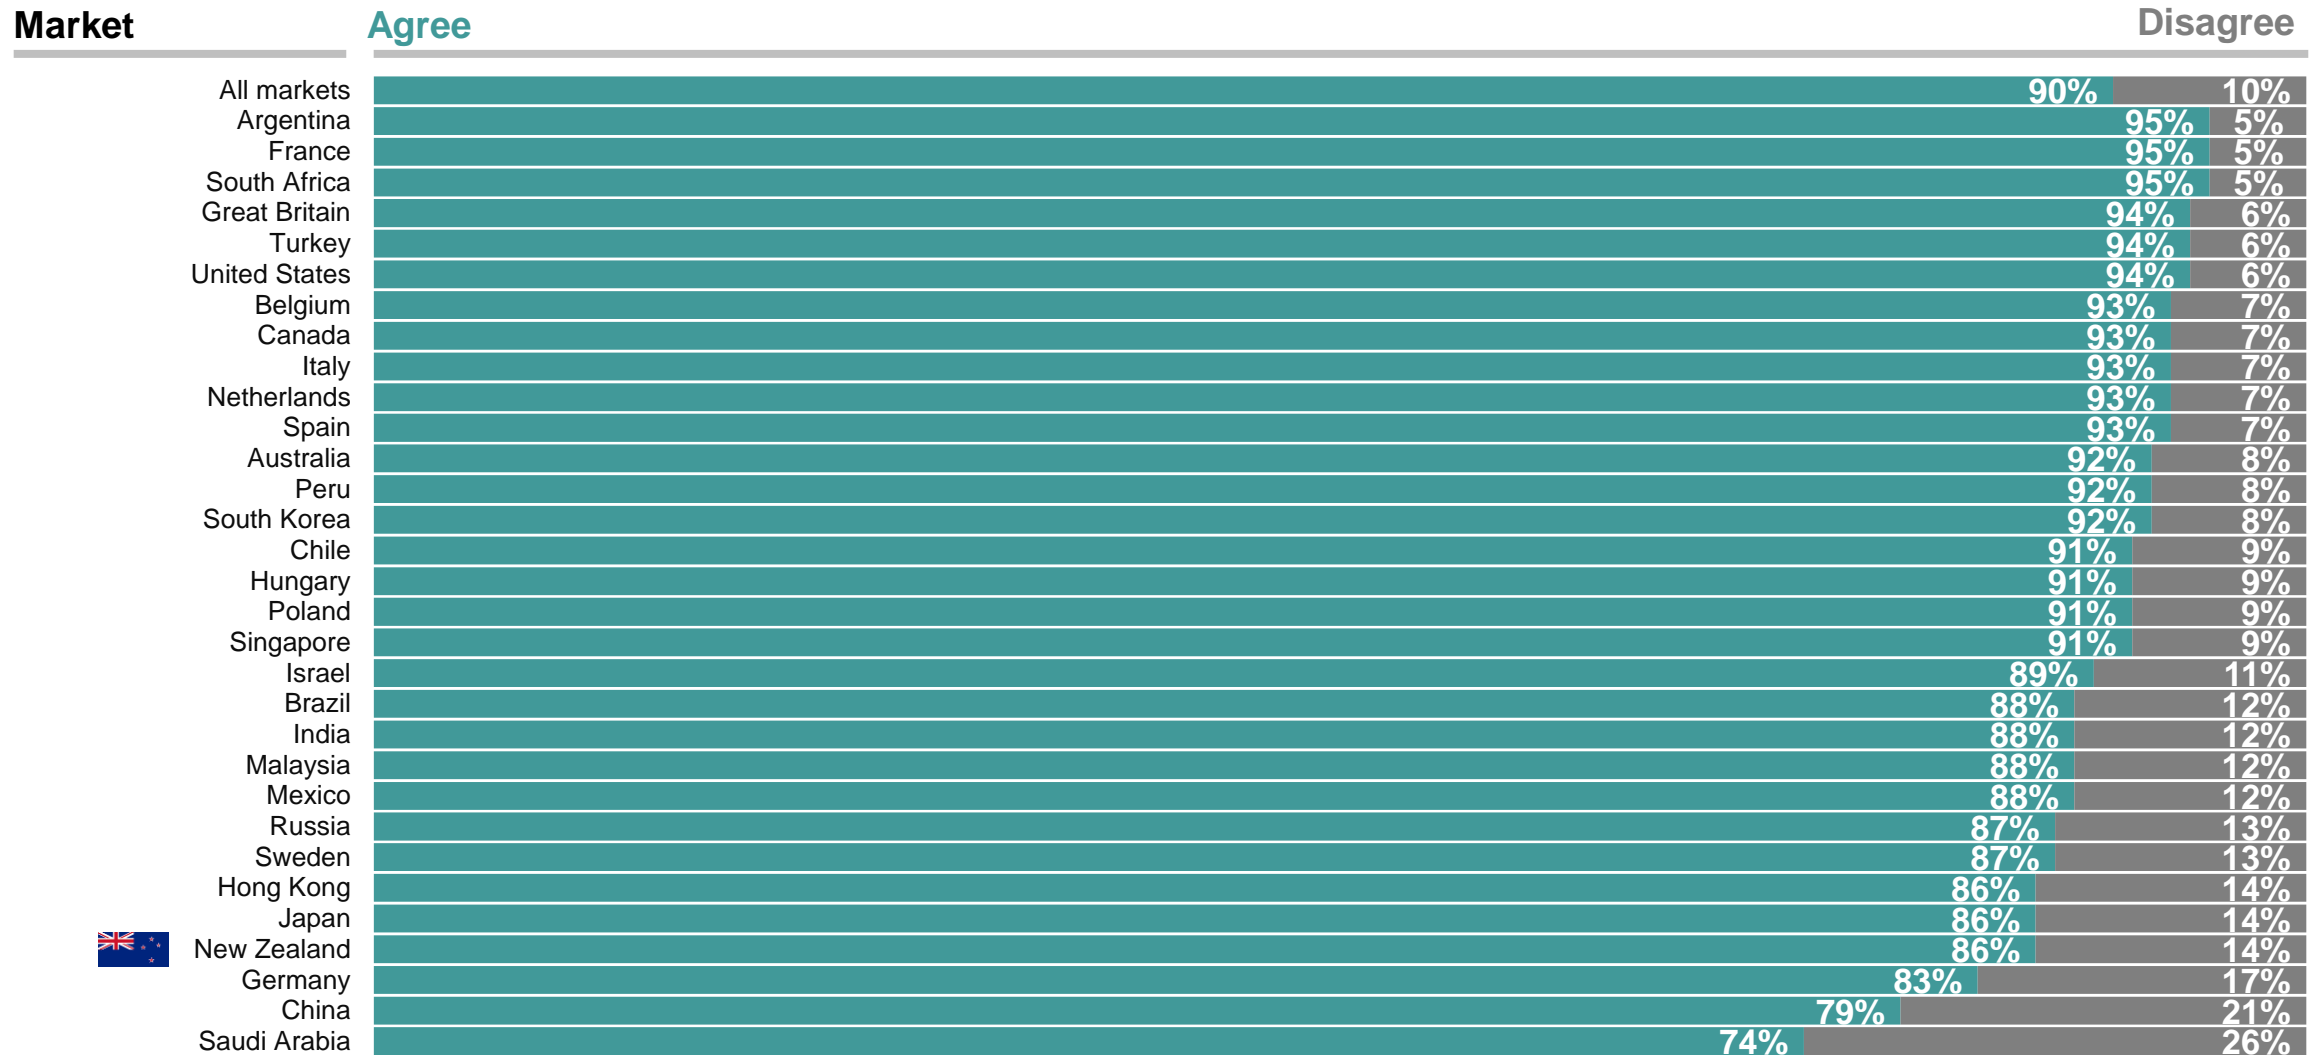 Market Agree Disagree
All markets 90% 10%
Argentina 95% 5%
France 95% 5%
South Africa 95% 5%
Great Britain 94% 6%
Turkey 94% 6%
United States 94% 6%
Belgium 93% 7%
Canada 93% 7%
Italy 93% 7%
Netherlands 93% 7%
Spain 93% 7%
Australia 92% 8%
Peru 92% 8%
South Korea 92% 8%
Chile 91% 9%
Hungary 91% 9%
Poland 91% 9%
Singapore 91% 9%
Israel 89% 11%
Brazil 88% 12%
India 88% 12%
Malaysia 88% 12%
Mexico 88% 12%
Russia 87% 13%
Sweden 87% 13%
Hong Kong 86% 14%
Japan 86% 14%
New Zealand 86% 14%
Germany 83% 17%
China 79% 21%
Saudi Arabia 74% 26%